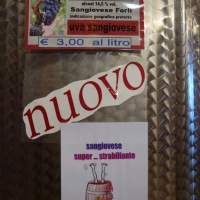 alcool 14,5 % vol.
Sangiovese Forlì
indicazione geografica protetta
uva sangiovese
€ 3,00 al litro
nuovo
sangiovese
super ... strabiliante